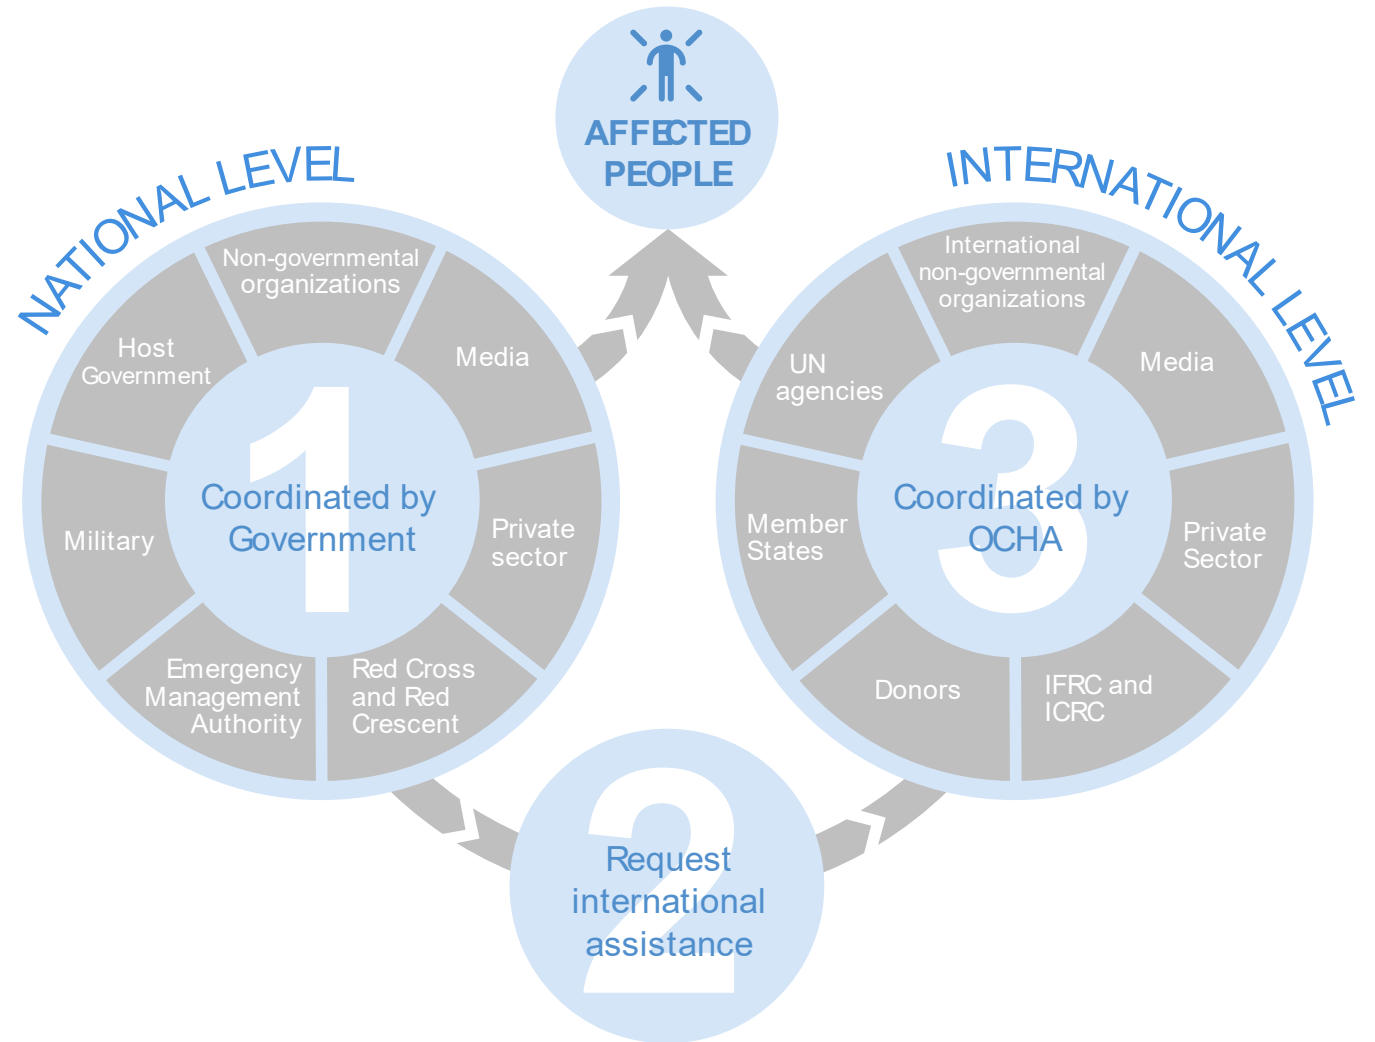 AFFECTED
PEOPLE
NATIONAL LEVEL
Non-governmental
organizations
Media
Private
sector
Red Cross
and Red
Crescent
Emergency
Management
Authority
Military
Host
Government
1
Coordinated by
Government
2
Request
international
assistance
INTERNATIONAL LEVEL
International
non-governmental
organizations
Media
Private
Sector
IFRC and
ICRC
Donors
Member
States
UN
agencies
3
Coordinated by
OCHA